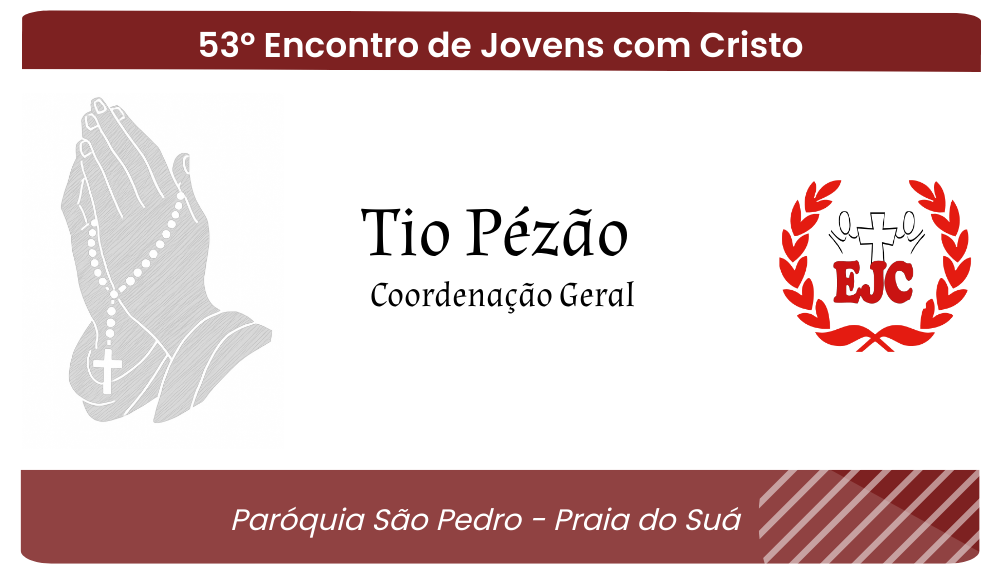 53º Encontro de Jovens com Cristo
Tio Pézão
Coordenação Geral
EJC
Paróquia São Pedro - Praia do Suá